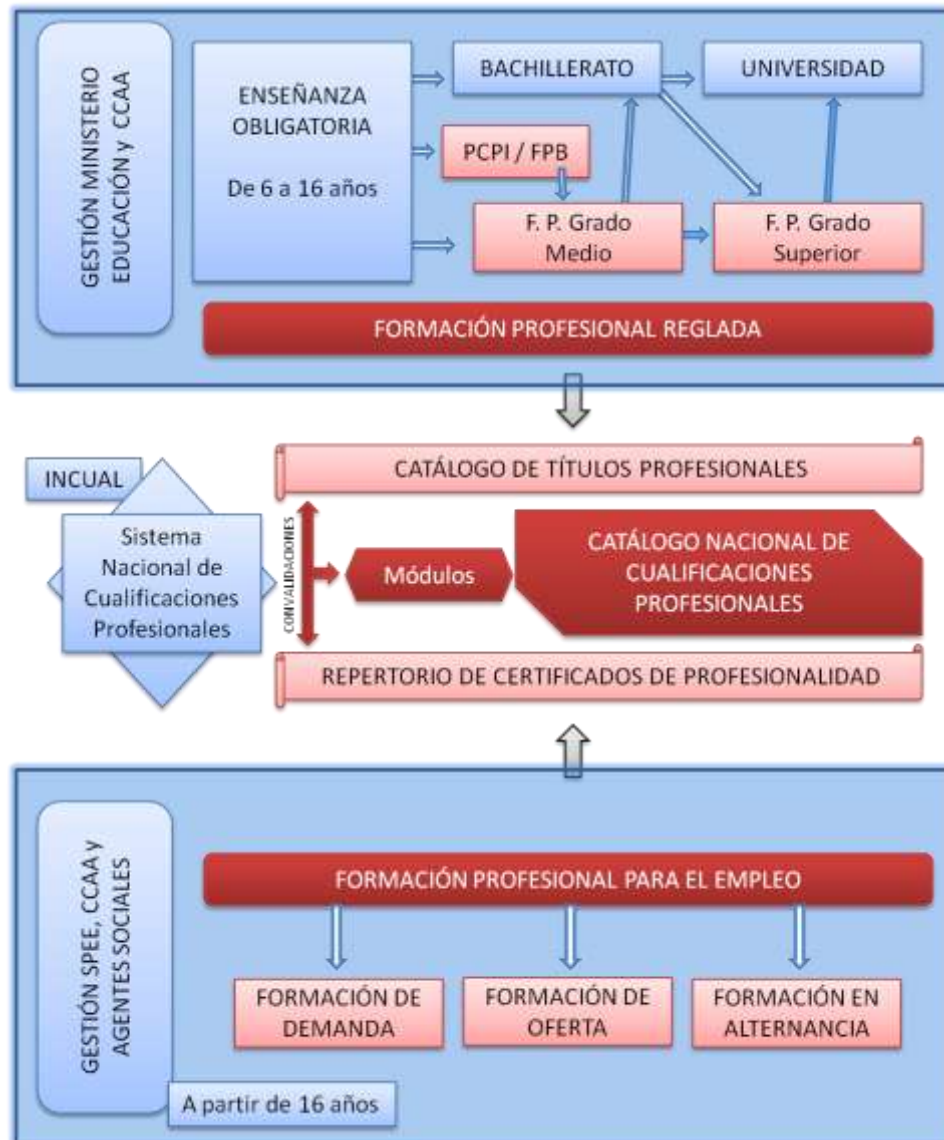 GESTIÓN MINISTERIO
EDUCACIÓN y CCAA
ENSEÑANZA
OBLIGATORIA
De 6 a 16 años
BACHILLERATO
UNIVERSIDAD
PCPI / FPB
F. P. Grado
Medio
F. P. Grado
Superior
FORMACIÓN PROFESIONAL REGLADA
CATÁLOGO DE TÍTULOS PROFESIONALES
INCUAL
Sistema
Nacional de
Cualificaciones
Profesionales
CONVALIDACIONES
Módulos
CATÁLOGO NACIONAL DE
CUALIFICACIONES
PROFESIONALES
REPERTORIO DE CERTIFICADOS DE PROFESIONALIDAD
GESTIÓN SPEE, CCAA y
AGENTES SOCIALES
FORMACIÓN PROFESIONAL PARA EL EMPLEO
FORMACIÓN DE
DEMANDA
FORMACIÓN DE
OFERTA
FORMACIÓN EN
ALTERNANCIA
A partir de 16 años